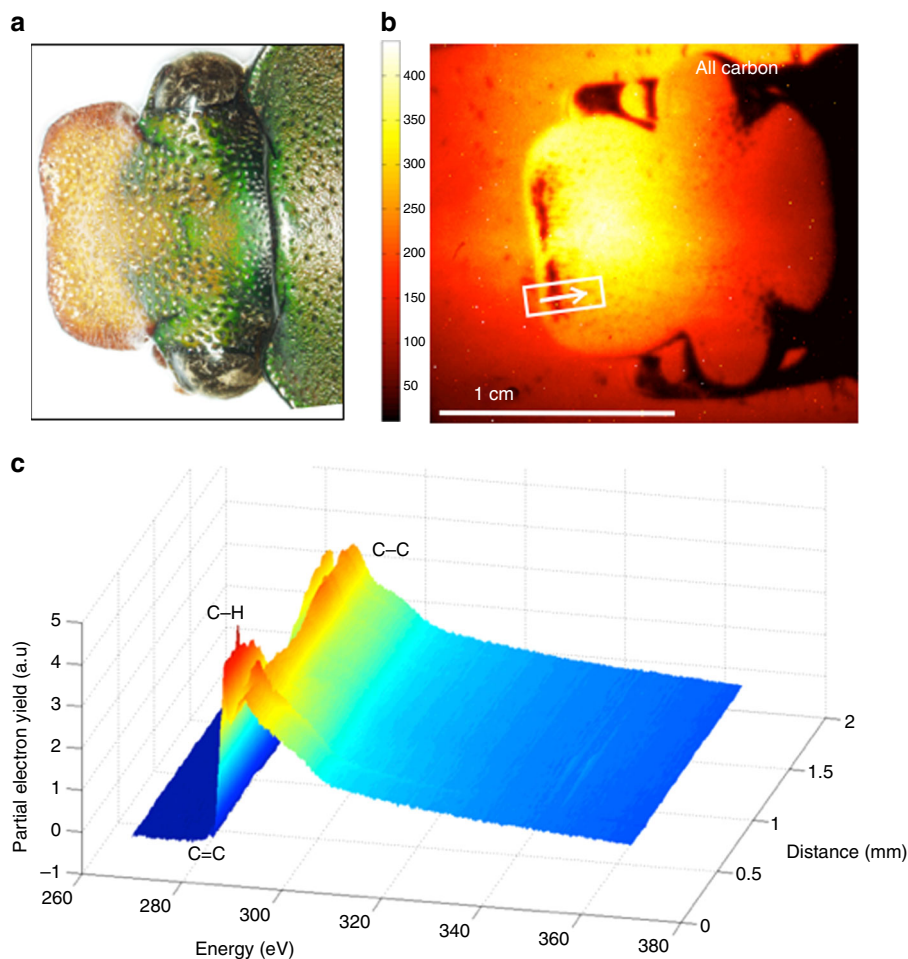 a
b
400
350
300
250
200
150
100
50
All carbon
1 cm
c
C–C
C–H
C=C
5
4
3
2
1
0
–1
Partial electron yield (a.u)
260
280
300
320
340
360
380
Energy (eV)
0
0.5
1
1.5
2
Distance (mm)